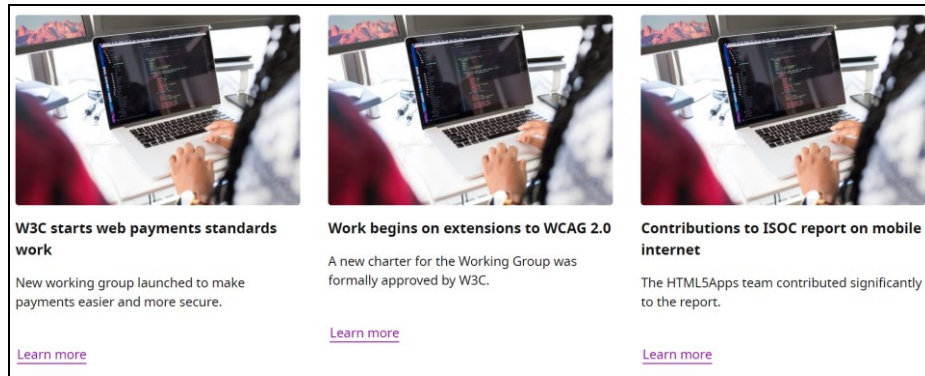 W3C starts web payments standards
work
New working group launched to make
payments easier and more secure.
Learn more
Work begins on extensions to WCAG 2.0
A new charter for the Working Group was
formally approved by W3C.
Learn more
Contributions to ISOC report on mobile
internet
The HTML5Apps team contributed significantly
to the report.
Learn more